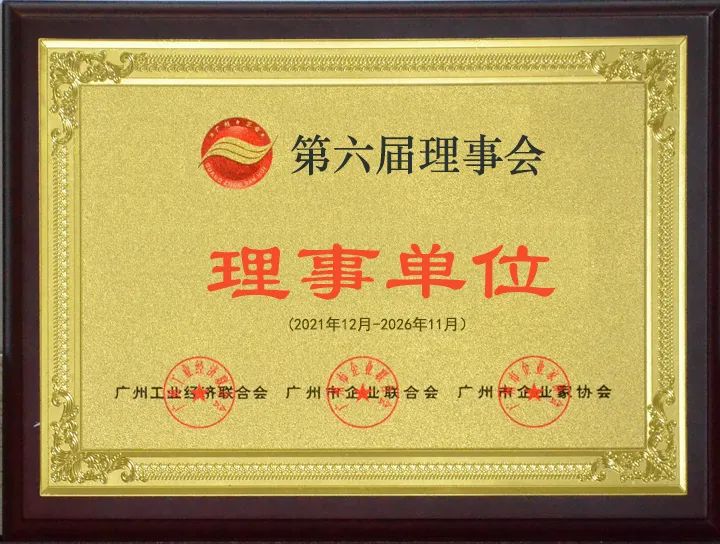 第六届理事会
理事单位
(2021年12月-2026年11月)
广州工业经济联合会 广州市企业联合会 广州市企业家协会